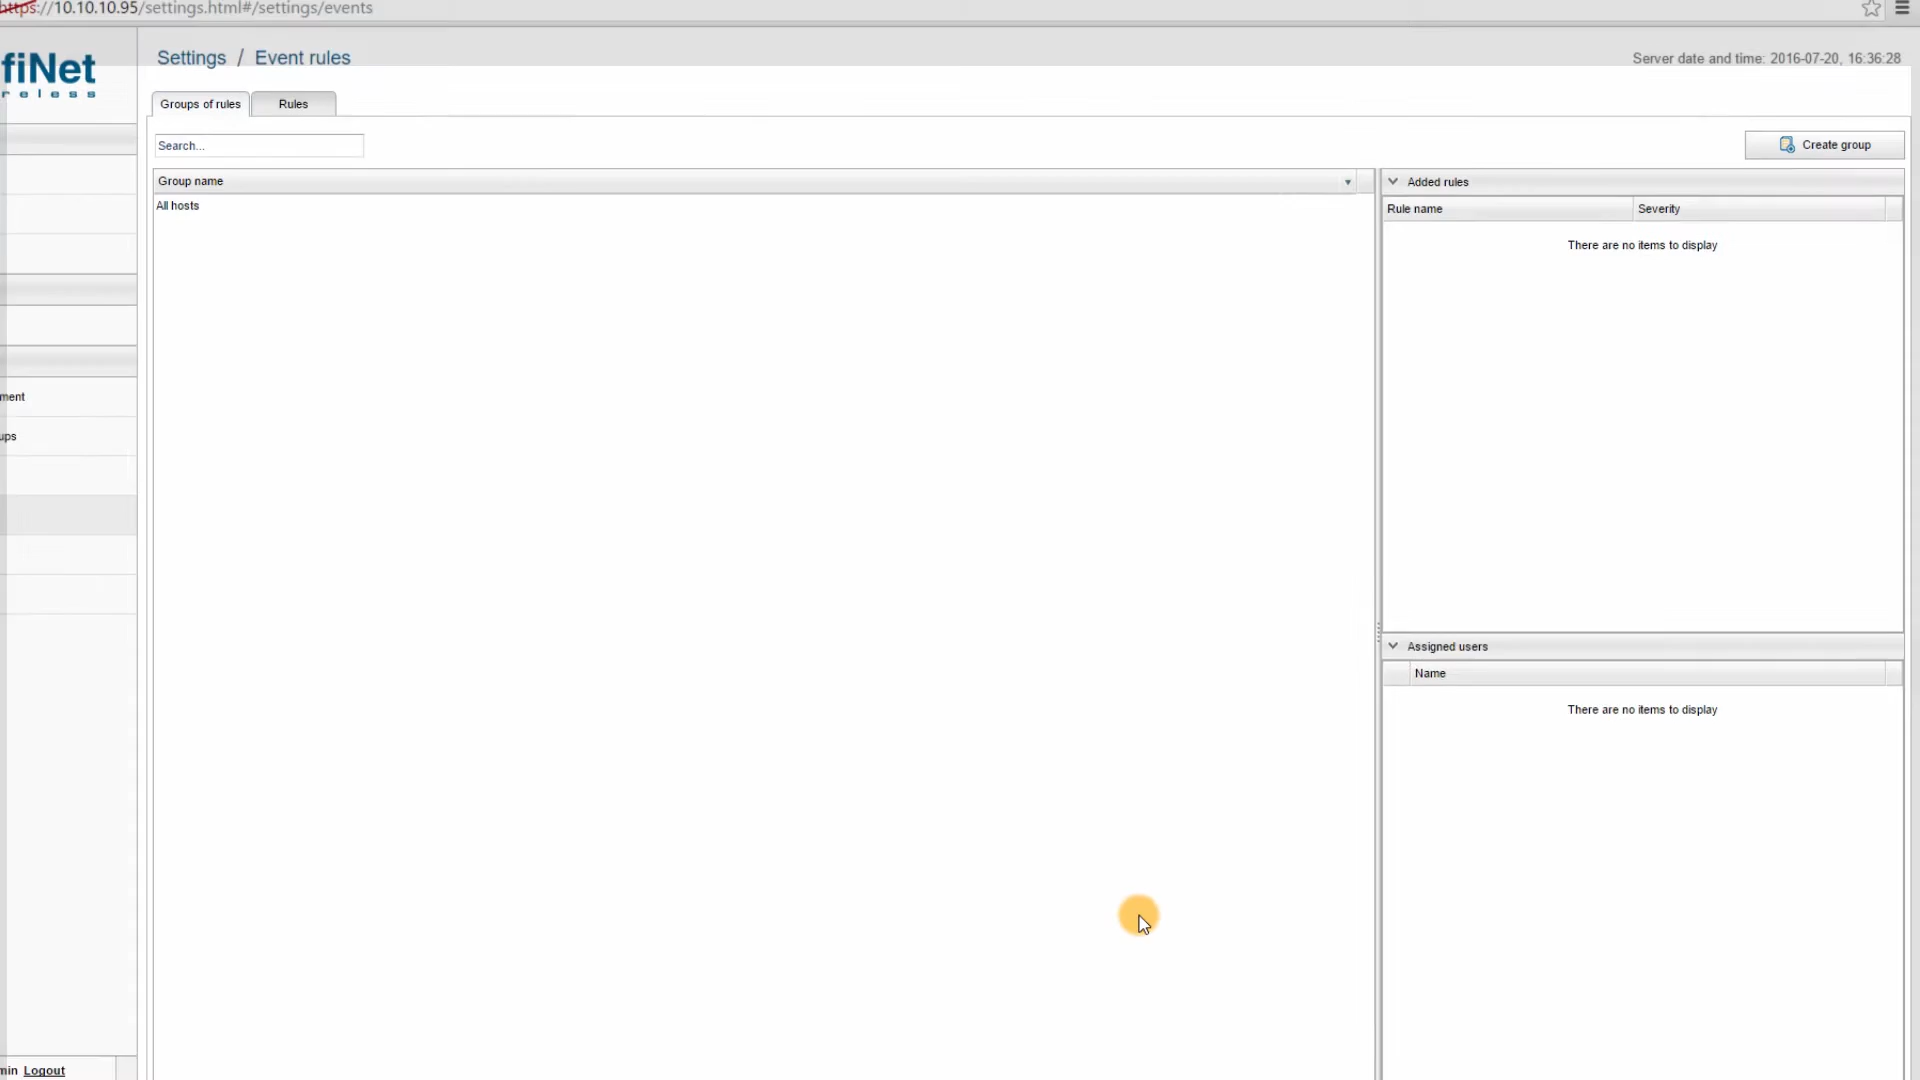 https://10.10.10.95/settings.html#/settings/events
fiNet
reless
Settings / Event rules
Server date and time: 2016-07-20, 16:36:28
Groups of rules
Rules
Search...
Create group
Group name
All hosts
Added rules
Rule name
Severity
There are no items to display
ment
ups
Assigned users
Name
There are no items to display
min Logout